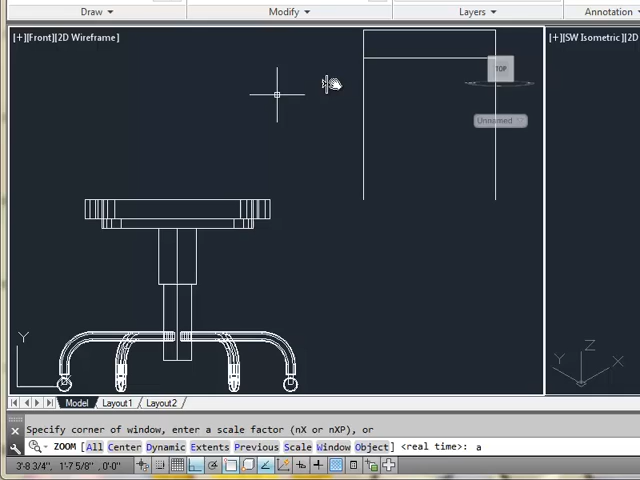 Draw ▼ Modify ▼ Layers ▼ Annotation
[+][Front][2D Wireframe] [+][SW Isometric][2D
TOP
Unnamed
Y Z Y X
Model Layout1 Layout2
Specify corner of window, enter a scale factor (nX or nXP), or
ZOOM [All Center Dynamic Extents Previous Scale Window Object] <real time>: a
3'-8 3/4", 1'-7 5/8" , 0'-0"